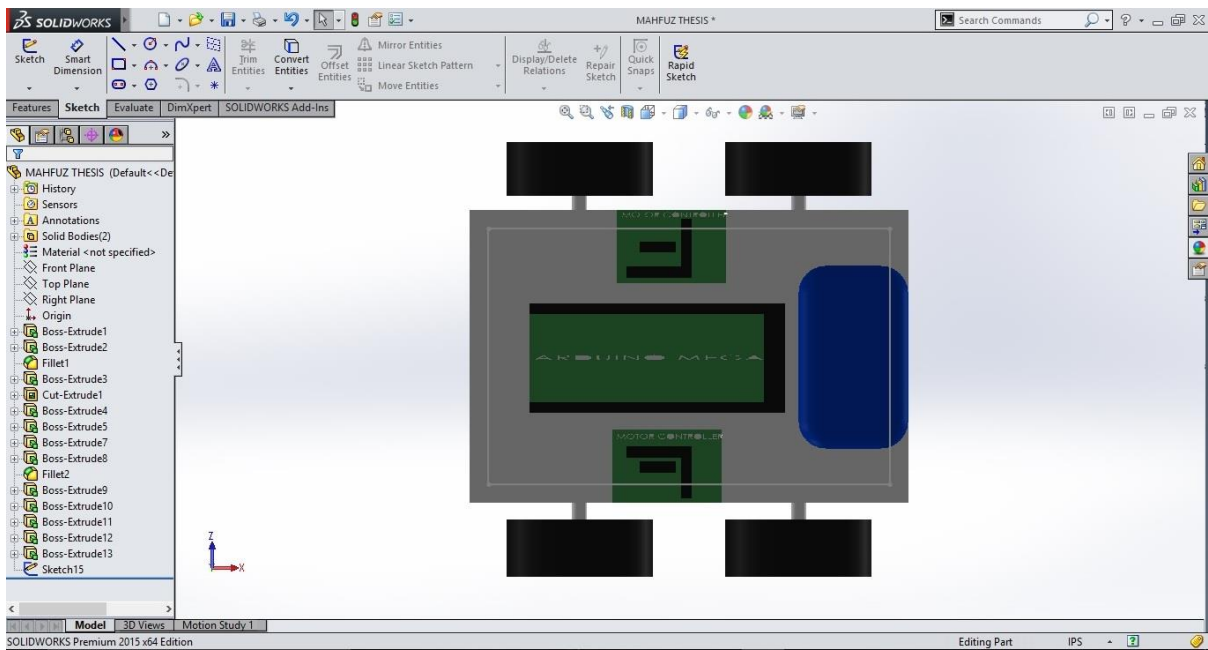 SOLIDWORKS
MAHFUZ THESIS *
Search Commands
Sketch
Smart Dimension
Trim Entities
Convert Entities
Offset Entities
Mirror Entities
Linear Sketch Pattern
Move Entities
Display/Delete Relations
Repair Sketch
Quick Snaps
Rapid Sketch
Features Sketch Evaluate DimXpert SOLIDWORKS Add-Ins
MAHFUZ THESIS (Default<<De
History
Sensors
Annotations
Solid Bodies(2)
Material <not specified>
Front Plane
Top Plane
Right Plane
Origin
Boss-Extrude1
Boss-Extrude2
Fillet1
Boss-Extrude3
Cut-Extrude1
Boss-Extrude4
Boss-Extrude5
Boss-Extrude7
Boss-Extrude8
Fillet2
Boss-Extrude9
Boss-Extrude10
Boss-Extrude11
Boss-Extrude12
Boss-Extrude13
Sketch15
MOTOR CONTROLLER
ARDUINO MEGA
MOTOR CONTROLLER
Z
X
Model 3D Views Motion Study 1
SOLIDWORKS Premium 2015 x64 Edition
Editing Part
IPS